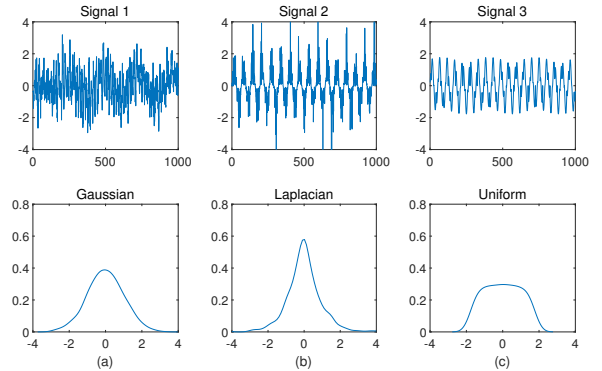 Signal 1 Signal 2 Signal 3
4 4 4
2 2 2
0 0 0
-2 -2 -2
-4 -4 -4
0 500 1000 0 500 1000 0 500 1000
Gaussian Laplacian Uniform
0.8 0.8 0.8
0.6 0.6 0.6
0.4 0.4 0.4
0.2 0.2 0.2
0 0 0
-4 -2 0 2 4 -4 -2 0 2 4 -4 -2 0 2 4
(a) (b) (c)